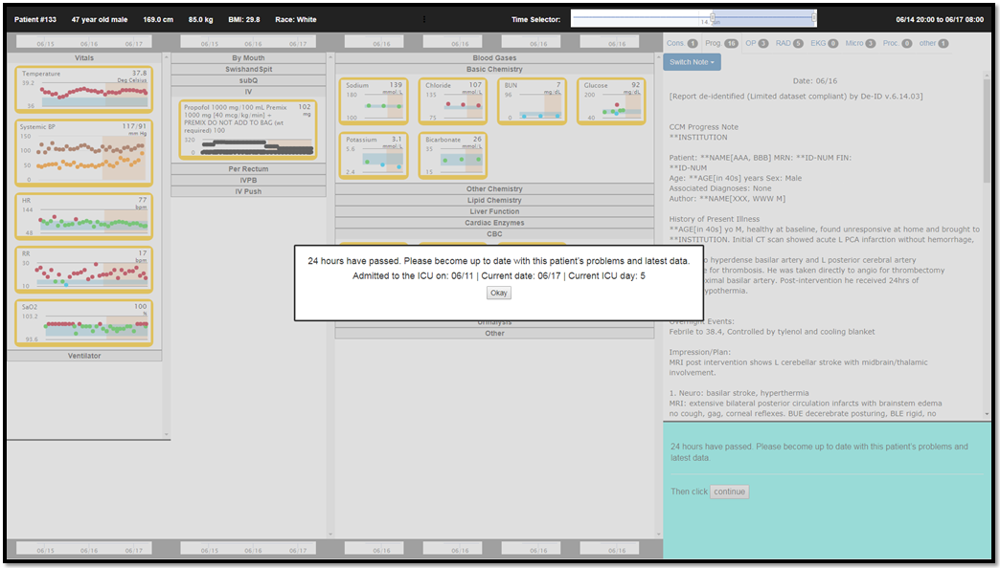 Patient #133 47 year old male 169.0 cm 85.0 kg BMI: 29.8 Race: White Time Selector: 06/14 20:00 to 06/17 08:00
06/15 06/16 06/17 06/15 06/16 06/17 06/16 06/16 06/16 06/16
Cons. 1 Prog. 16 OP 3 RAD 5 EKG 0 Micro 3 Proc. 0 other 1
Switch Note
Vitals
Temperature 37.8
Deg Celsius
39.2
36
Systemic BP 117/91
mm Hg
150
100
50
0
HR 77
bpm
144
48
RR 17
bpm
30
10
SaO2 100
%
103.2
93.6
Ventilator
By Mouth
SwishandSpit
subQ
IV
Propofol 1000 mg/100 mL Premix 102
1000 mg [40 mcg/kg/min] + mg
PREMIX DO NOT ADD TO BAG (wt
required) 100
320
160
0
Per Rectum
IVPB
IV Push
Blood Gases
Basic Chemistry
Sodium 139
mmol/L
180
100
Chloride 107
mmol/L
135
75
BUN 7
mg/dL
96
0
Glucose 92
mg/dL
200
40
Potassium 3.1
mmol/L
5.6
2.4
Bicarbonate 26
mmol/L
35
15
Other Chemistry
Lipid Chemistry
Liver Function
Cardiac Enzymes
CBC
Urinalysis
Other
24 hours have passed. Please become up to date with this patient's problems and latest data.
Admitted to the ICU on: 06/11 | Current date: 06/17 | Current ICU day: 5
Okay
Date: 06/16
[Report de-identified (Limited dataset compliant) by De-ID v.6.14.03]
CCM Progress Note
**INSTITUTION
Patient: **NAME[AAA, BBB] MRN: **ID-NUM FIN:
**ID-NUM
Age: **AGE[in 40s] years Sex: Male
Associated Diagnoses: None
Author: **NAME[XXX, WWW M]
History of Present Illness
**AGE[in 40s] yo M, healthy at baseline, found unresponsive at home and brought to
**INSTITUTION. Initial CT scan showed acute L PCA infarction without hemorrhage,
o hyperdense basilar artery and L posterior cerebral artery
e for thrombosis. He was taken directly to angio for thrombectomy
ximal basilar artery. Post-intervention he received 24hrs of
ypothermia.
Overnight Events:
Febrile to 38.4, Controlled by tylenol and cooling blanket
Impression/Plan:
MRI post intervention shows L cerebellar stroke with midbrain/thalamic
involvement.
1. Neuro: basilar stroke, hyperthermia
MRI: extensive bilateral posterior circulation infarcts with brainstem edema
no cough, gag, corneal reflexes. BUE decerebrate posturing, BLE rigid, no
24 hours have passed. Please become up to date with this patient's problems and
latest data.
Then click continue
06/15 06/16 06/17 06/15 06/16 06/17 06/16 06/16 06/16 06/16